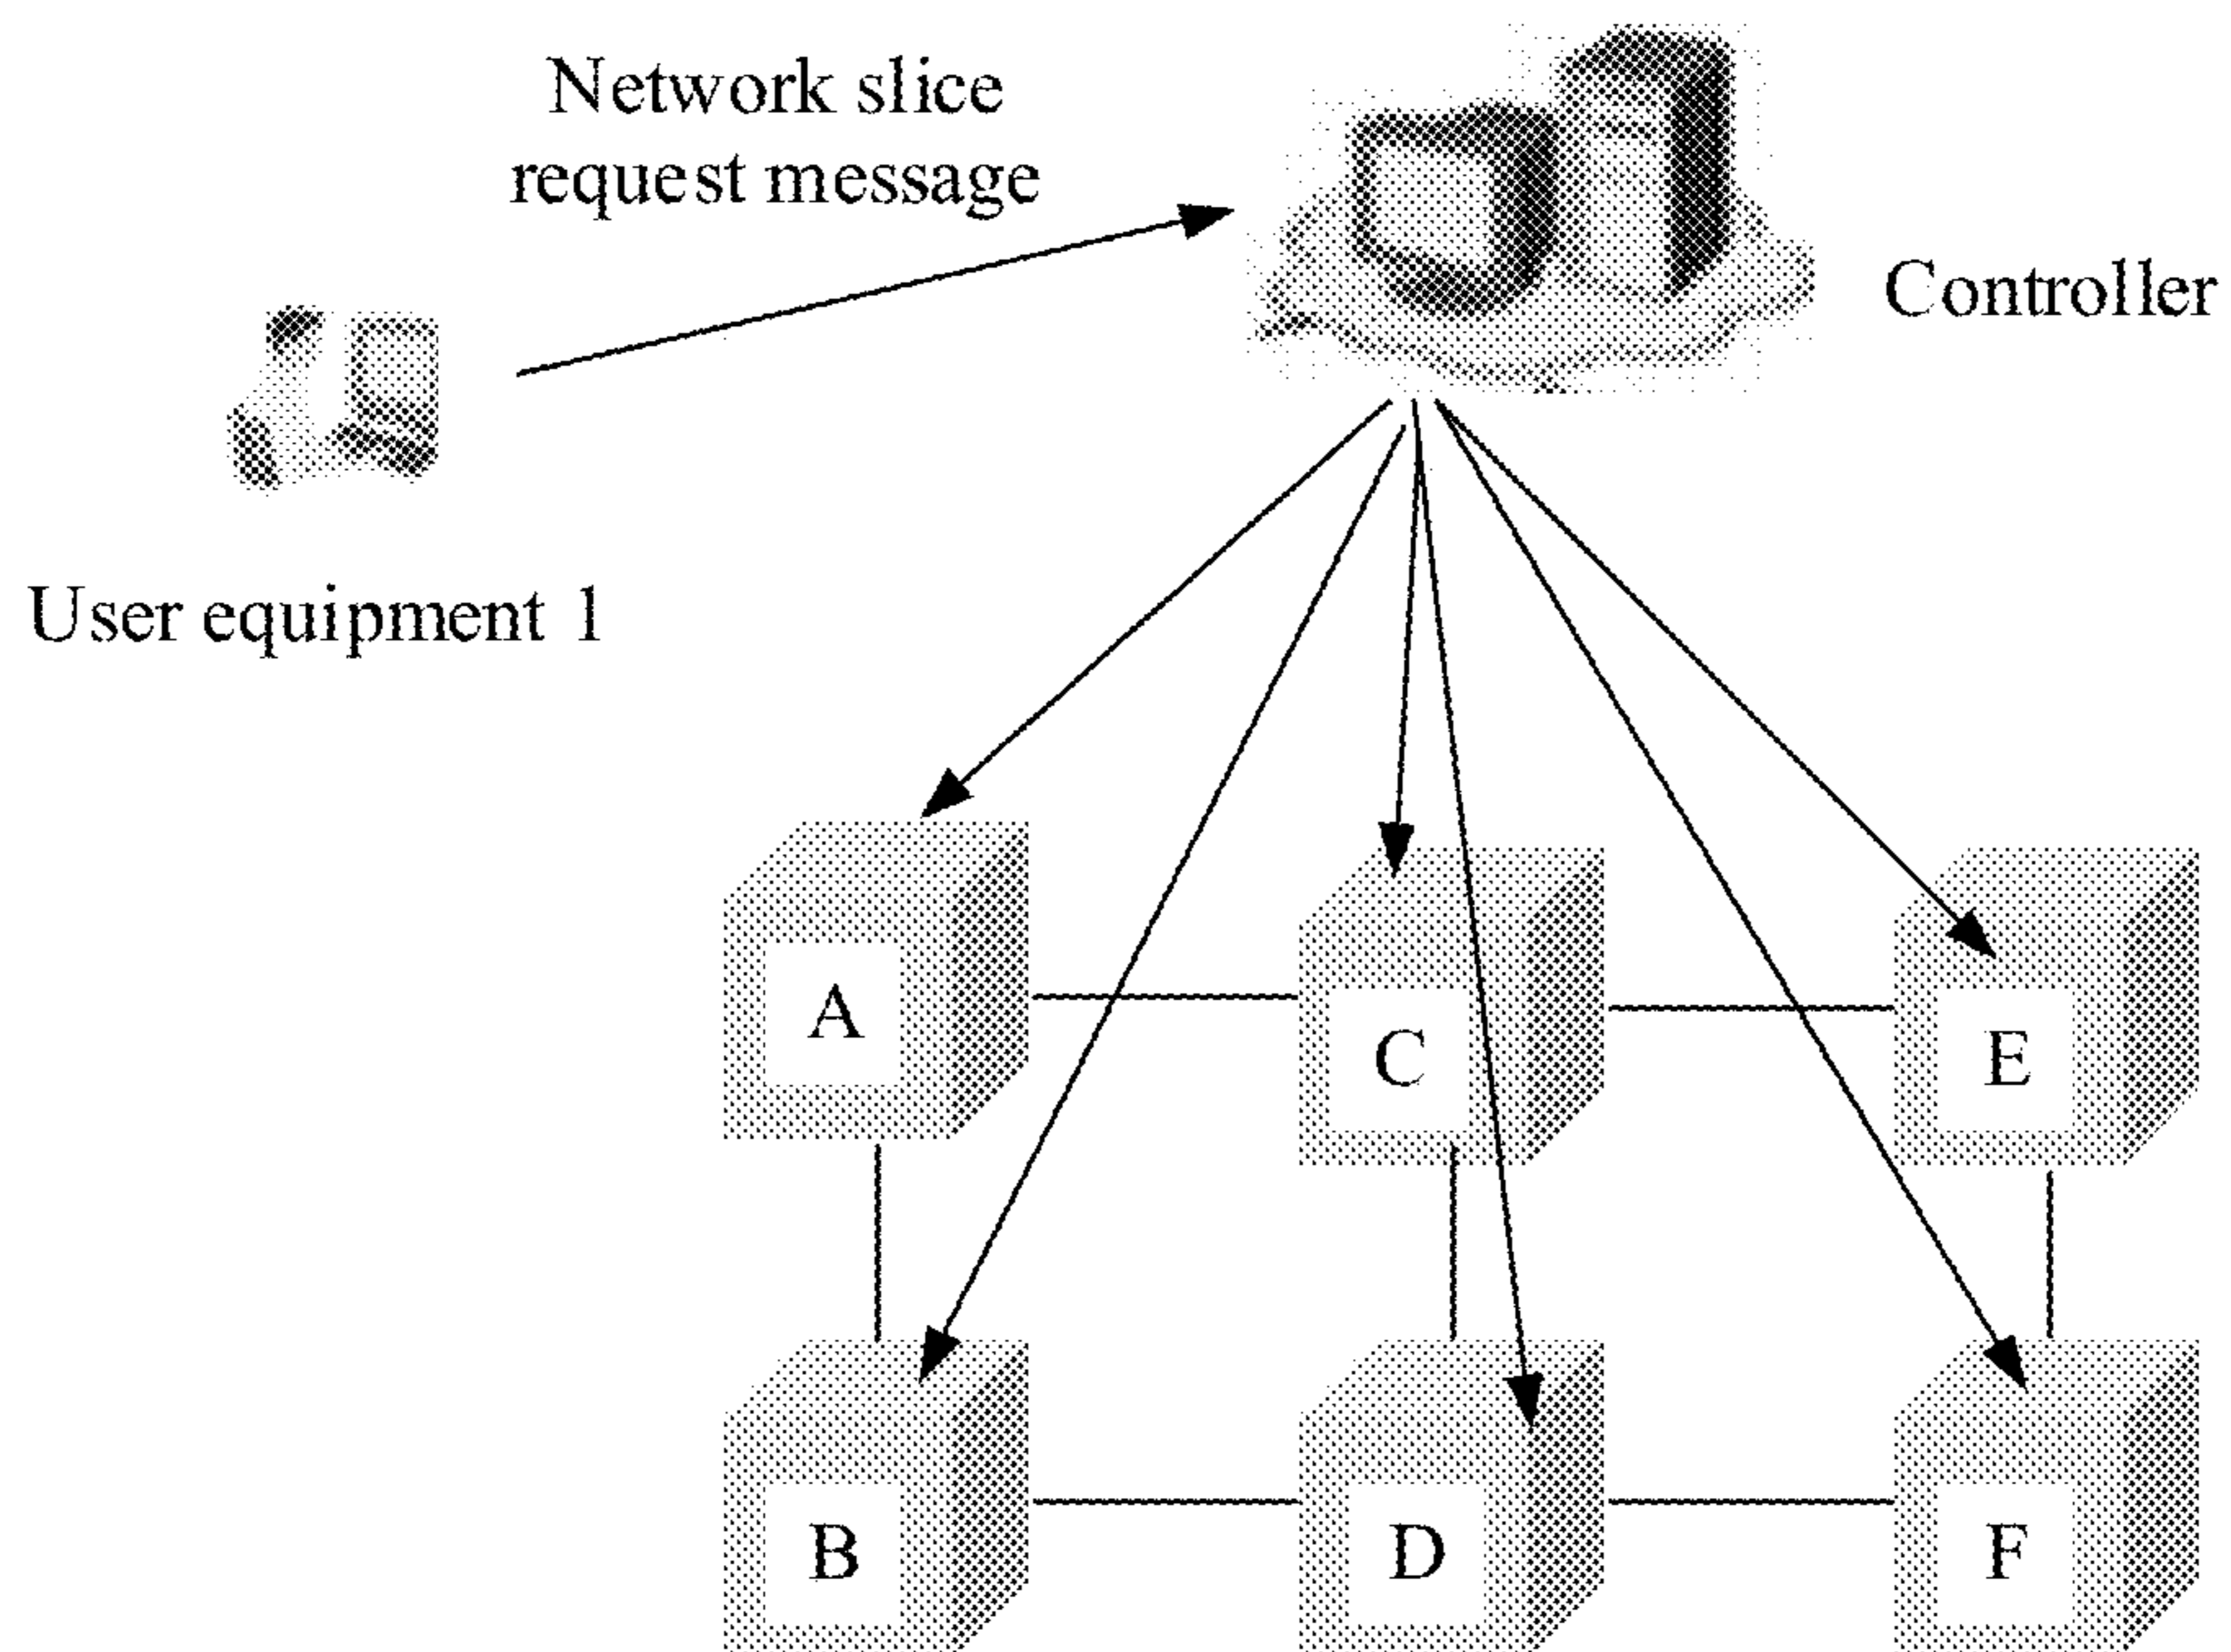 Network slice
request message
Controller
User equipment 1
A
C
E
B
D
F